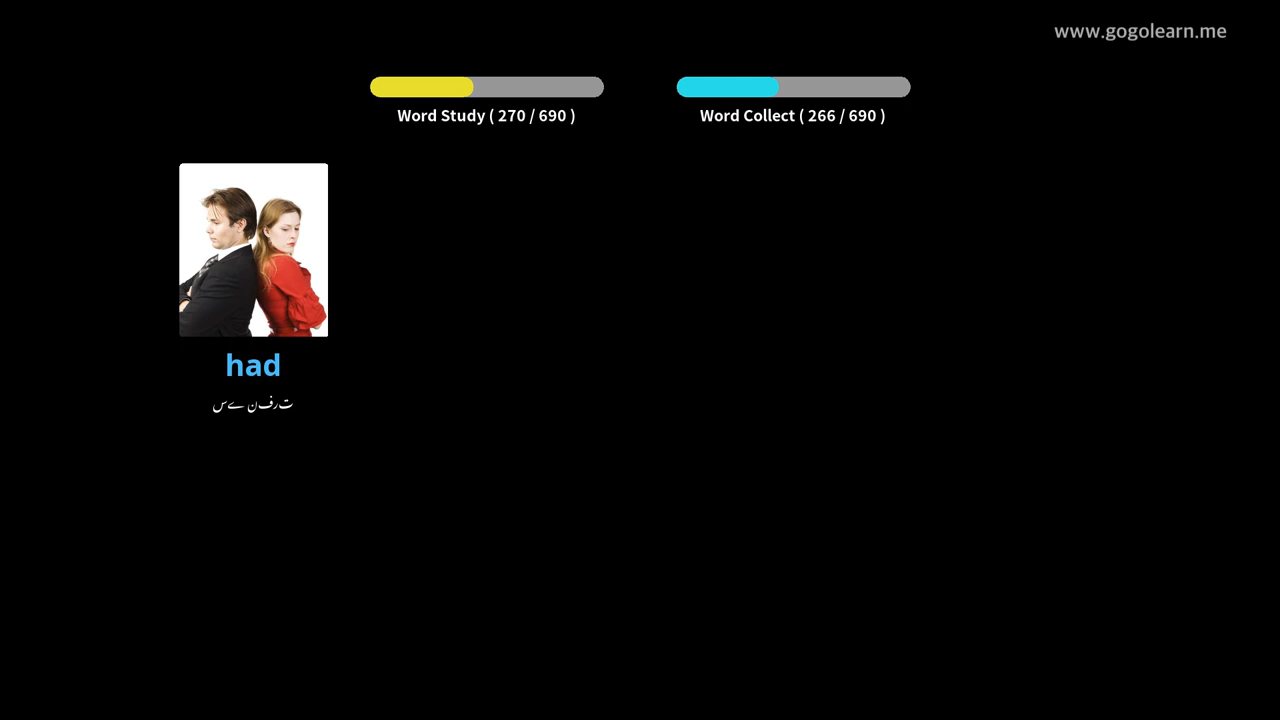 www.gogolearn.me
Word Study ( 270 / 690 )
Word Collect ( 266 / 690 )
had
سے نفرت